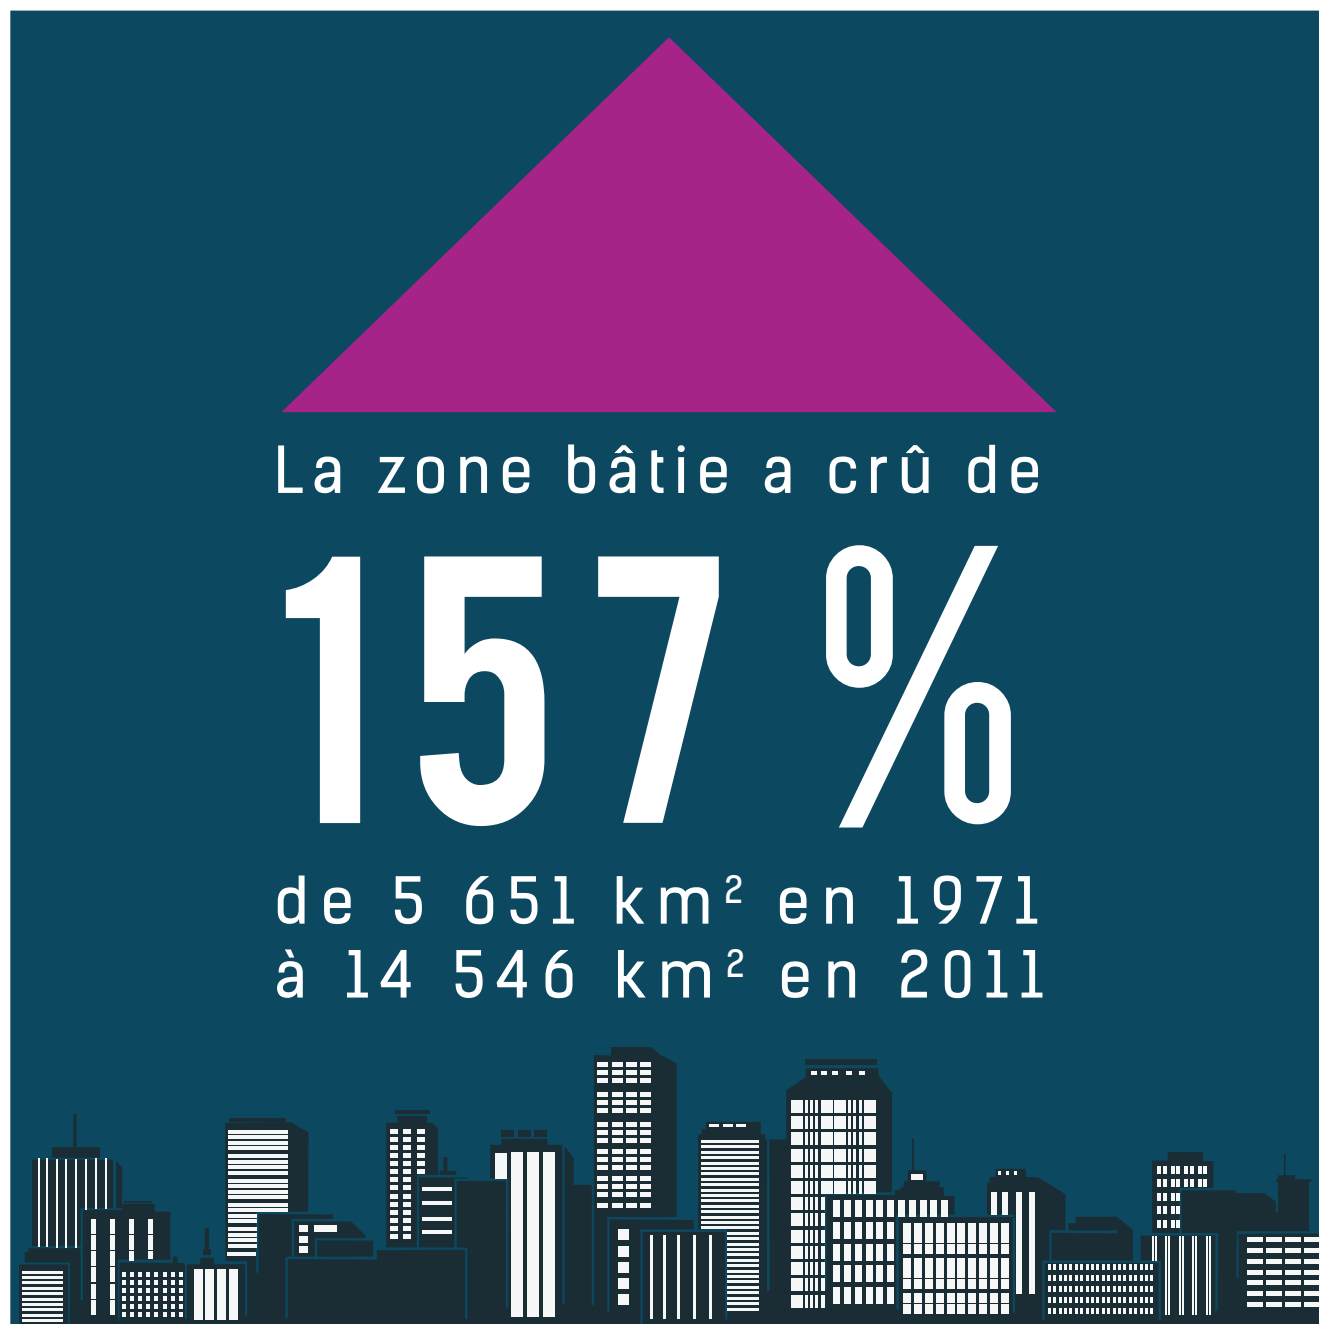 La zone bâtie a crû de
157 %
de 5 651 km² en 1971
à 14 546 km² en 2011